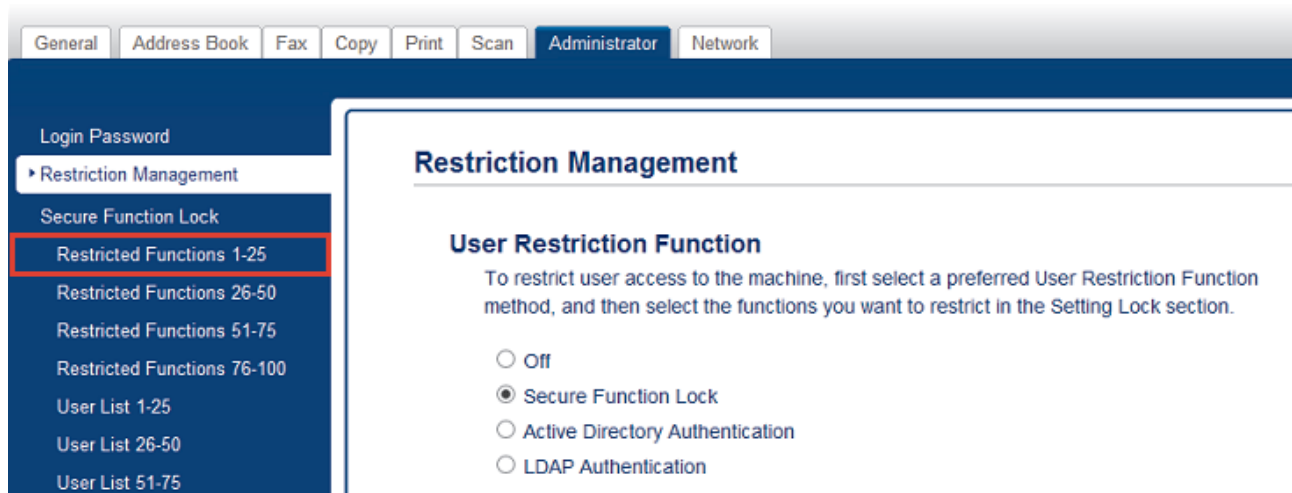 General Address Book Fax Copy Print Scan Administrator Network
Login Password
Restriction Management
Secure Function Lock
Restricted Functions 1-25
Restricted Functions 26-50
Restricted Functions 51-75
Restricted Functions 76-100
User List 1-25
User List 26-50
User List 51-75
Restriction Management
User Restriction Function
To restrict user access to the machine, first select a preferred User Restriction Function
method, and then select the functions you want to restrict in the Setting Lock section.
Off
Secure Function Lock
Active Directory Authentication
LDAP Authentication